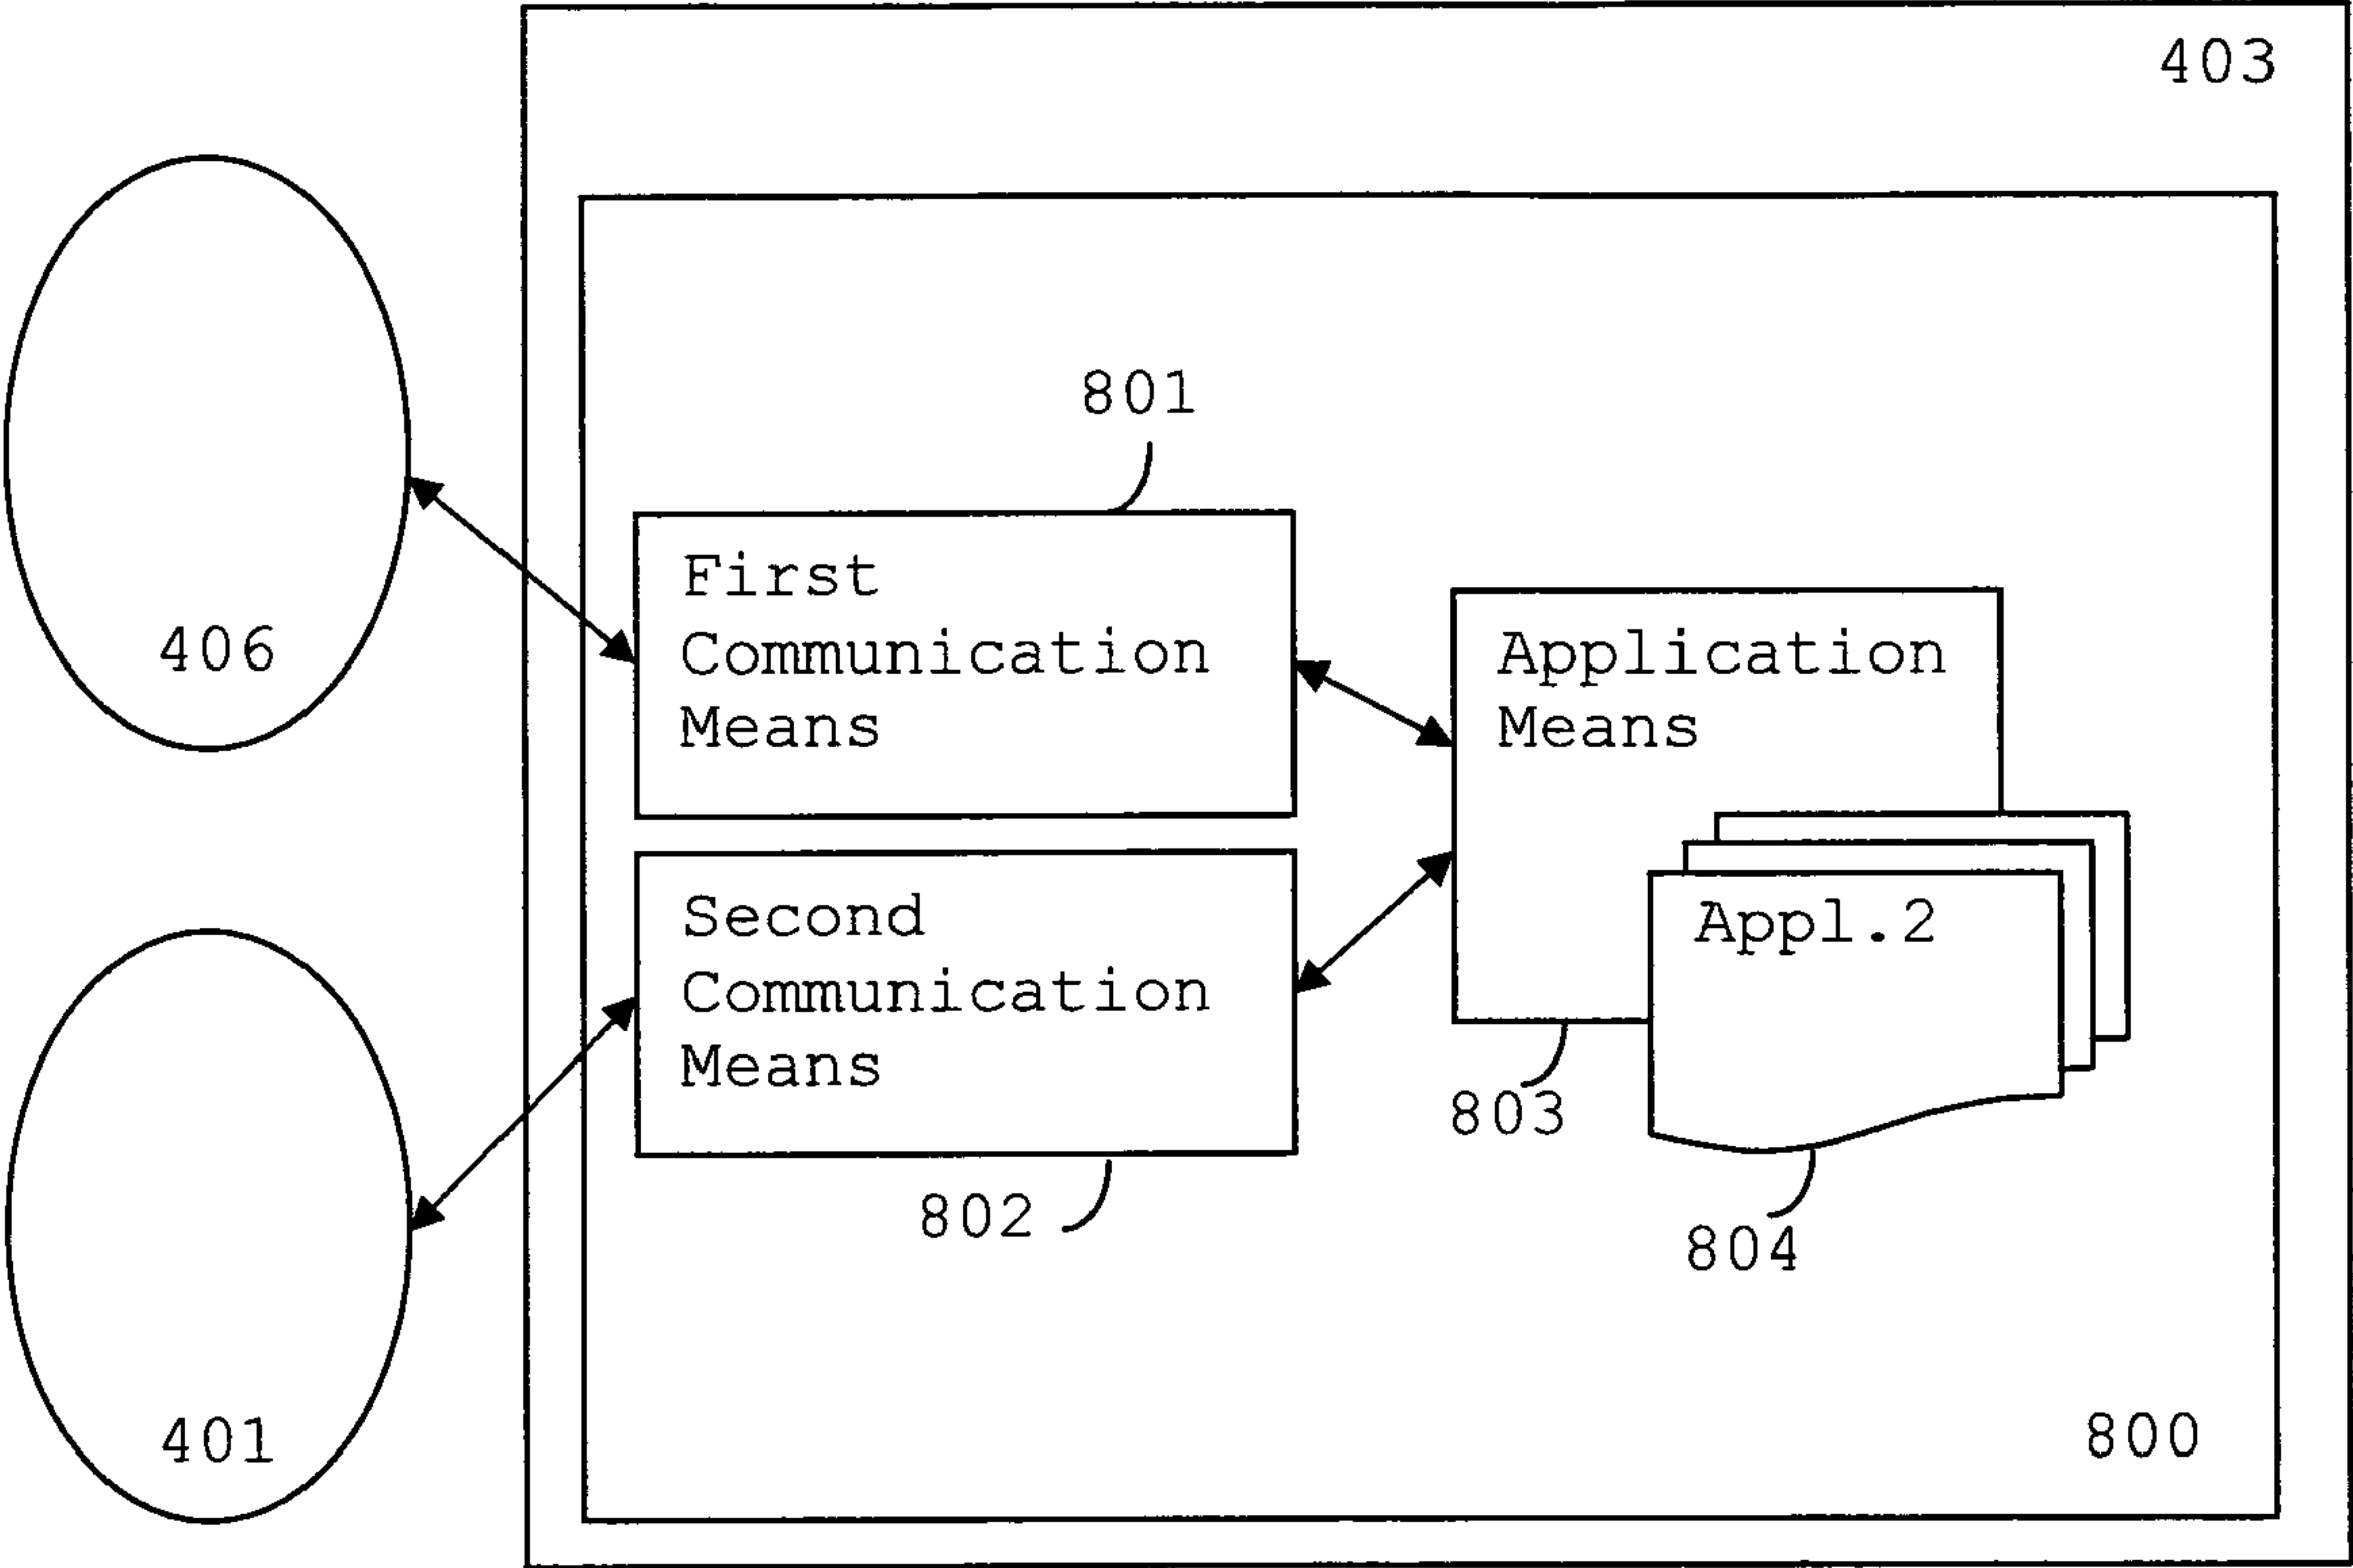 403
801
First
Communication
Means
406
Application
Means
Second
Communication
Means
Appl.2
803
802
804
401
800